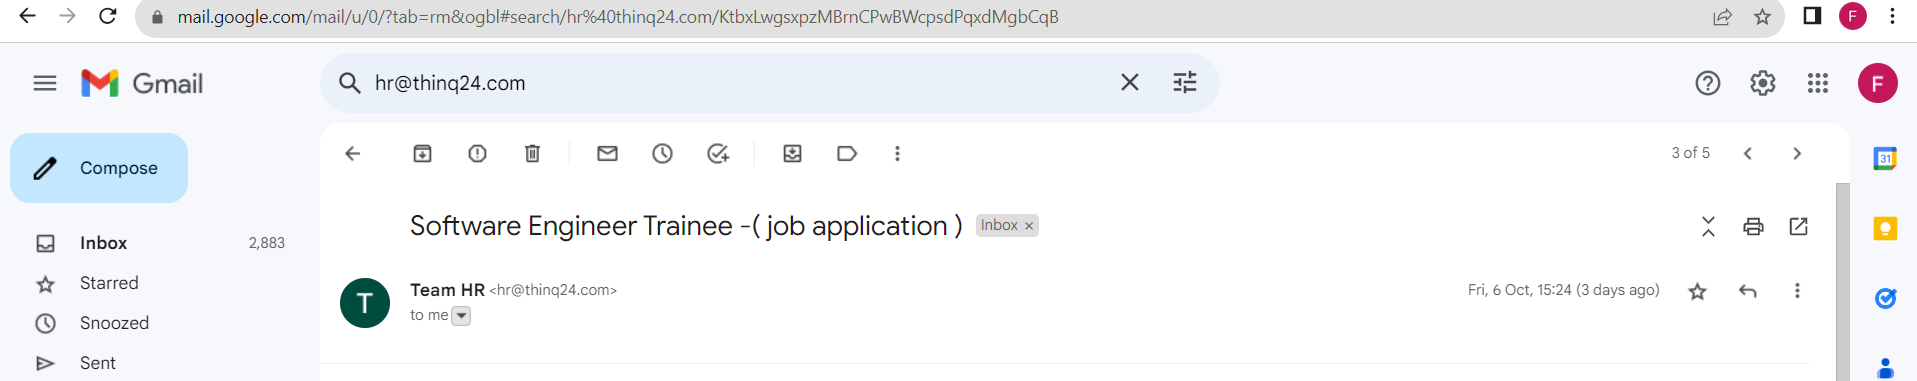 mail.google.com/mail/u/0/?tab=rm&ogbl#search/hr%40thinq24.com/KtbxLwgsxpzMBrnCPwBWcpsdPqxdMgbCqB
F
Gmail
hr@thinq24.com
F
Compose
3 of 5
31
Software Engineer Trainee -( job application )
Inbox ×
Inbox 2,883
Starred
T
Team HR <hr@thinq24.com>
Fri, 6 Oct, 15:24 (3 days ago)
to me
Snoozed
Sent